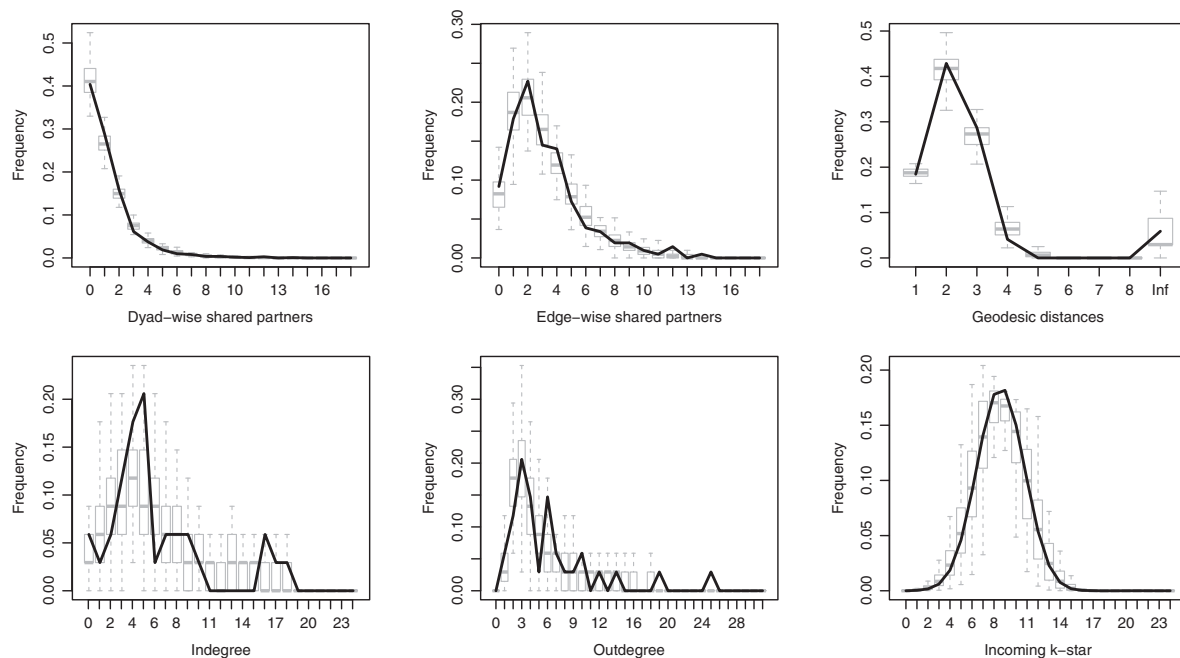 0.5
0.4
0.3
0.2
0.1
0.0
Frequency
0 2 4 6 8 10 13 16
Dyad−wise shared partners
0.30
0.20
0.10
0.00
Frequency
0 2 4 6 8 10 13 16
Edge−wise shared partners
0.5
0.4
0.3
0.2
0.1
0.0
Frequency
1 2 3 4 5 6 7 8 Inf
Geodesic distances
0.20
0.15
0.10
0.05
0.00
Frequency
0 2 4 6 8 11 14 17 20 23
Indegree
0.30
0.20
0.10
0.00
Frequency
0 3 6 9 12 16 20 24 28
Outdegree
0.20
0.15
0.10
0.05
0.00
Frequency
0 2 4 6 8 11 14 17 20 23
Incoming k−star